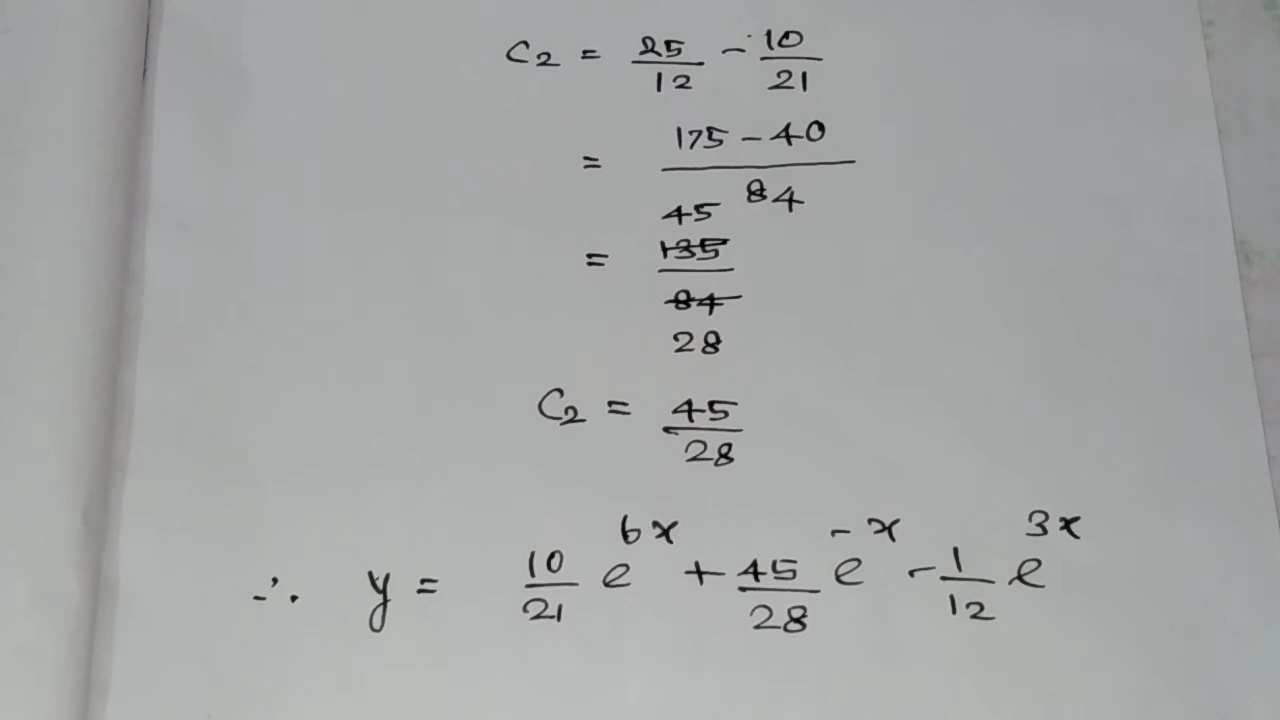 C₂ = 25/12 - 10/21
= (175 - 40)/84
45
= 135/84
28
C₂ = 45/28
∴ y = 10/21 e^(6x) + 45/28 e^(-x) - 1/12 e^(3x)